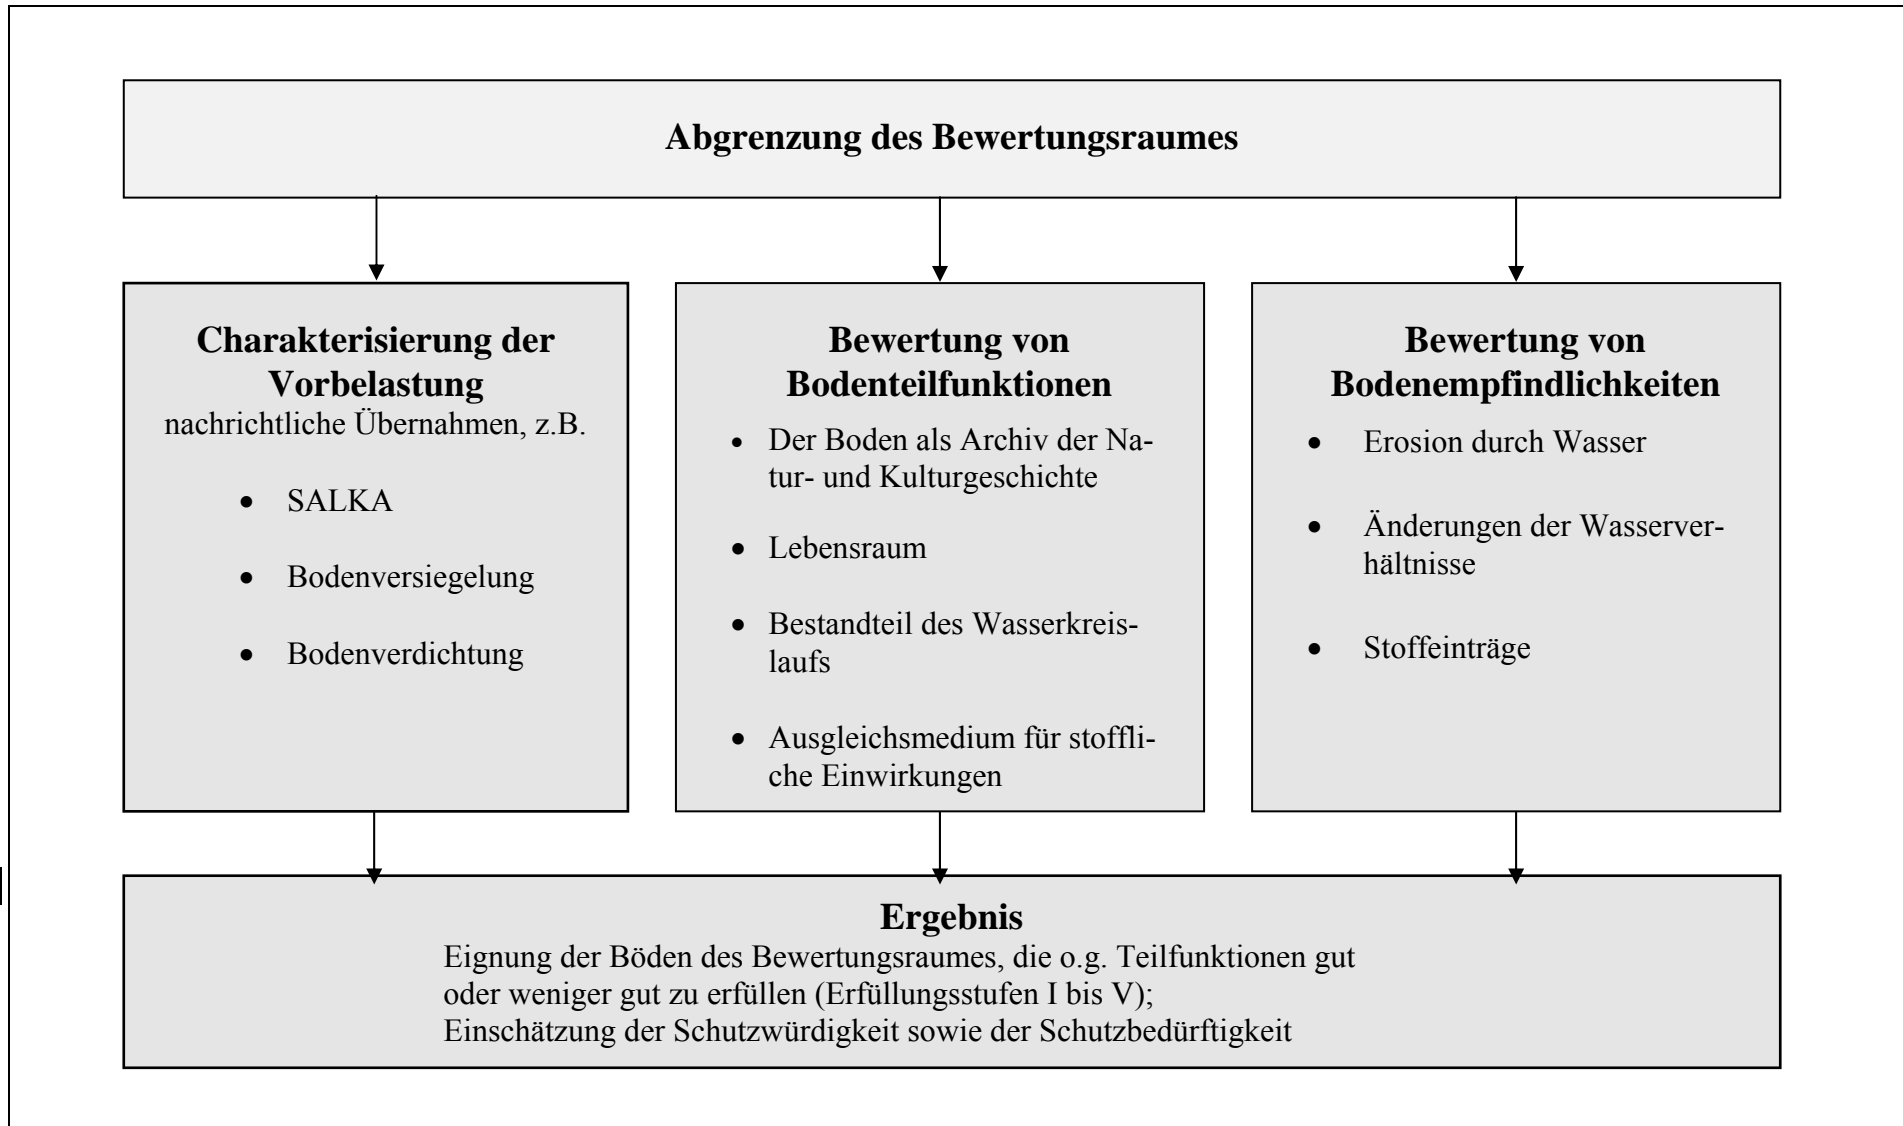 Abgrenzung des Bewertungsraumes
Charakterisierung der
Vorbelastung
nachrichtliche Übernahmen, z.B.
• SALKA
• Bodenversiegelung
• Bodenverdichtung
Bewertung von
Bodenteilfunktionen
• Der Boden als Archiv der Na-
tur- und Kulturgeschichte
• Lebensraum
• Bestandteil des Wasserkreis-
laufs
• Ausgleichsmedium für stoffli-
che Einwirkungen
Bewertung von
Bodenempfindlichkeiten
• Erosion durch Wasser
• Änderungen der Wasserver-
hältnisse
• Stoffeinträge
Ergebnis
Eignung der Böden des Bewertungsraumes, die o.g. Teilfunktionen gut
oder weniger gut zu erfüllen (Erfüllungsstufen I bis V);
Einschätzung der Schutzwürdigkeit sowie der Schutzbedürftigkeit